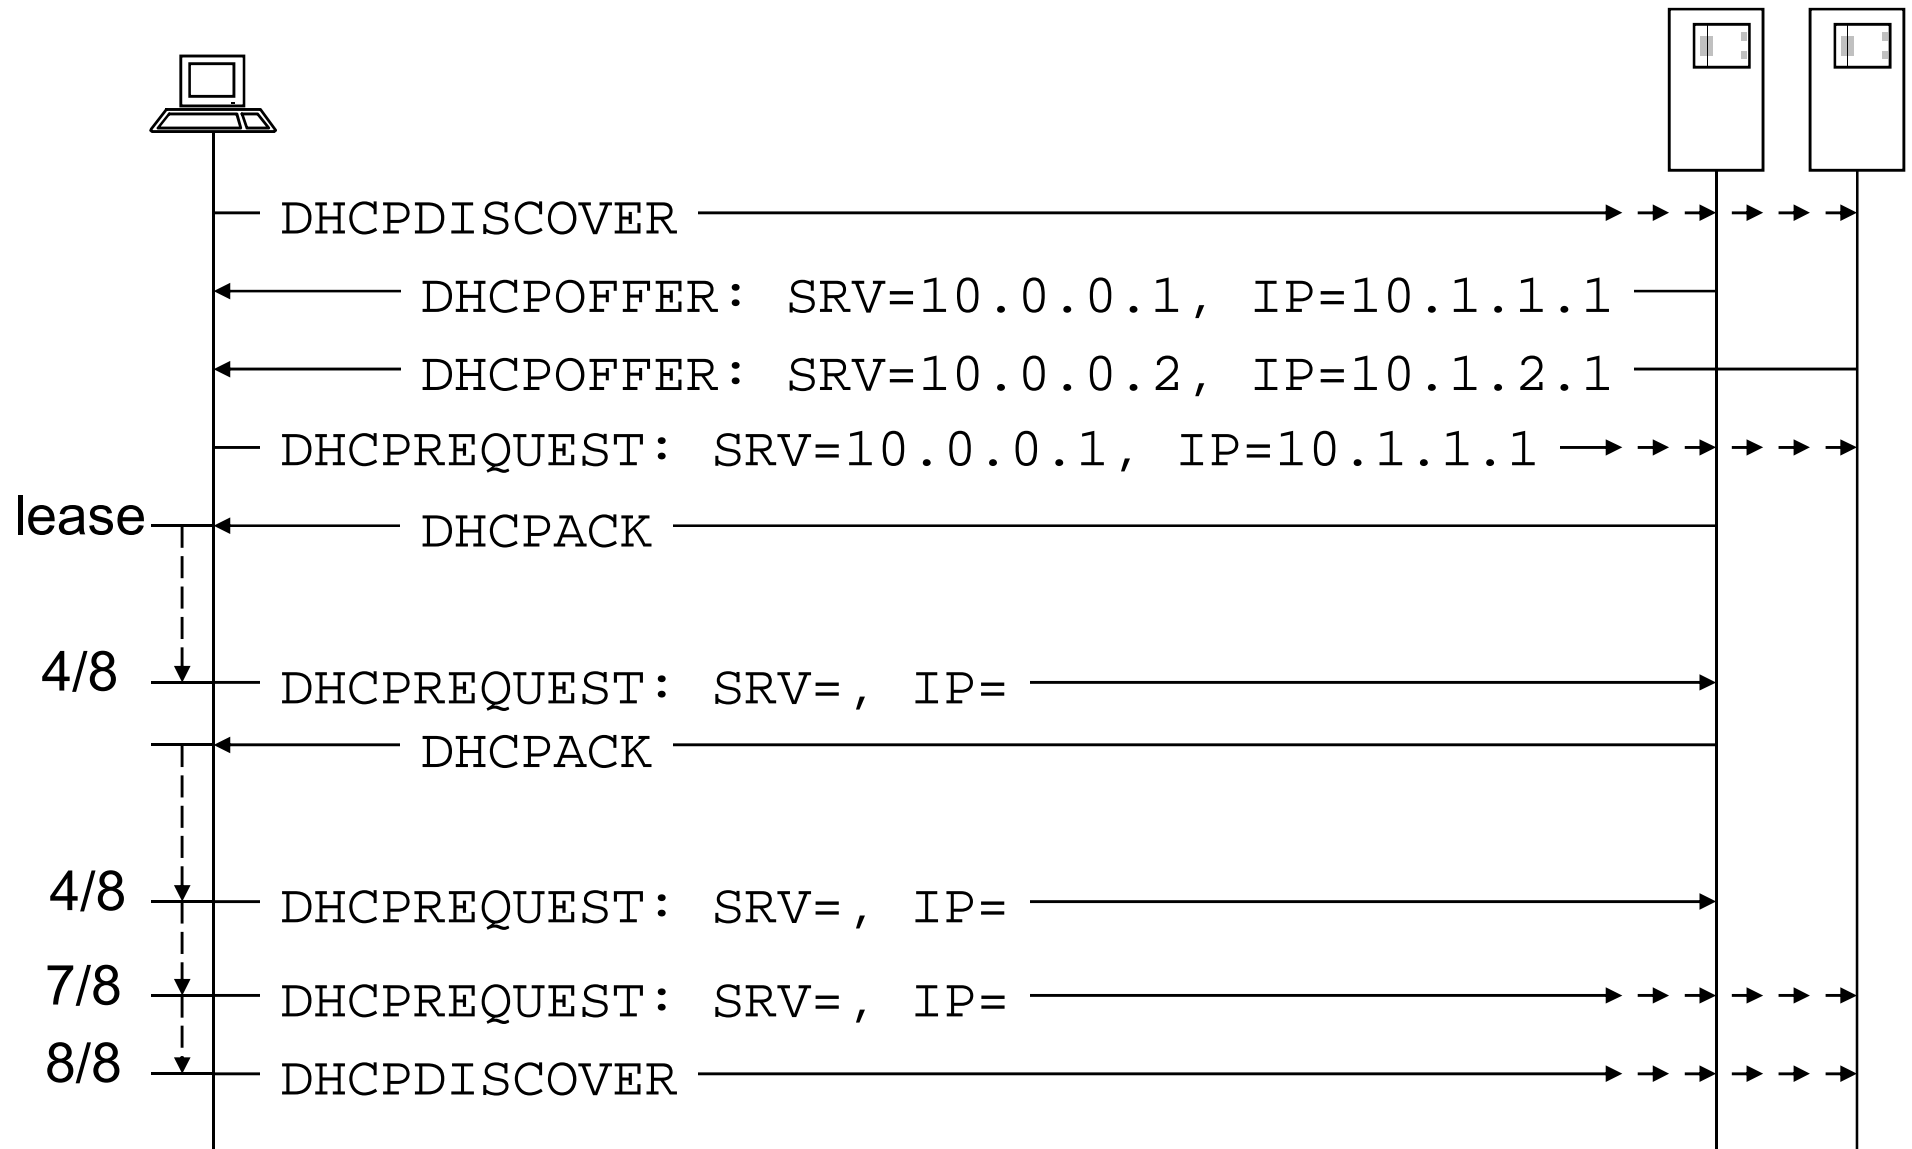 DHCPDISCOVER
DHCPOFFER: SRV=10.0.0.1, IP=10.1.1.1
DHCPOFFER: SRV=10.0.0.2, IP=10.1.2.1
DHCPREQUEST: SRV=10.0.0.1, IP=10.1.1.1
lease DHCPACK
4/8 DHCPREQUEST: SRV=, IP=
DHCPACK
4/8 DHCPREQUEST: SRV=, IP=
7/8 DHCPREQUEST: SRV=, IP=
8/8 DHCPDISCOVER